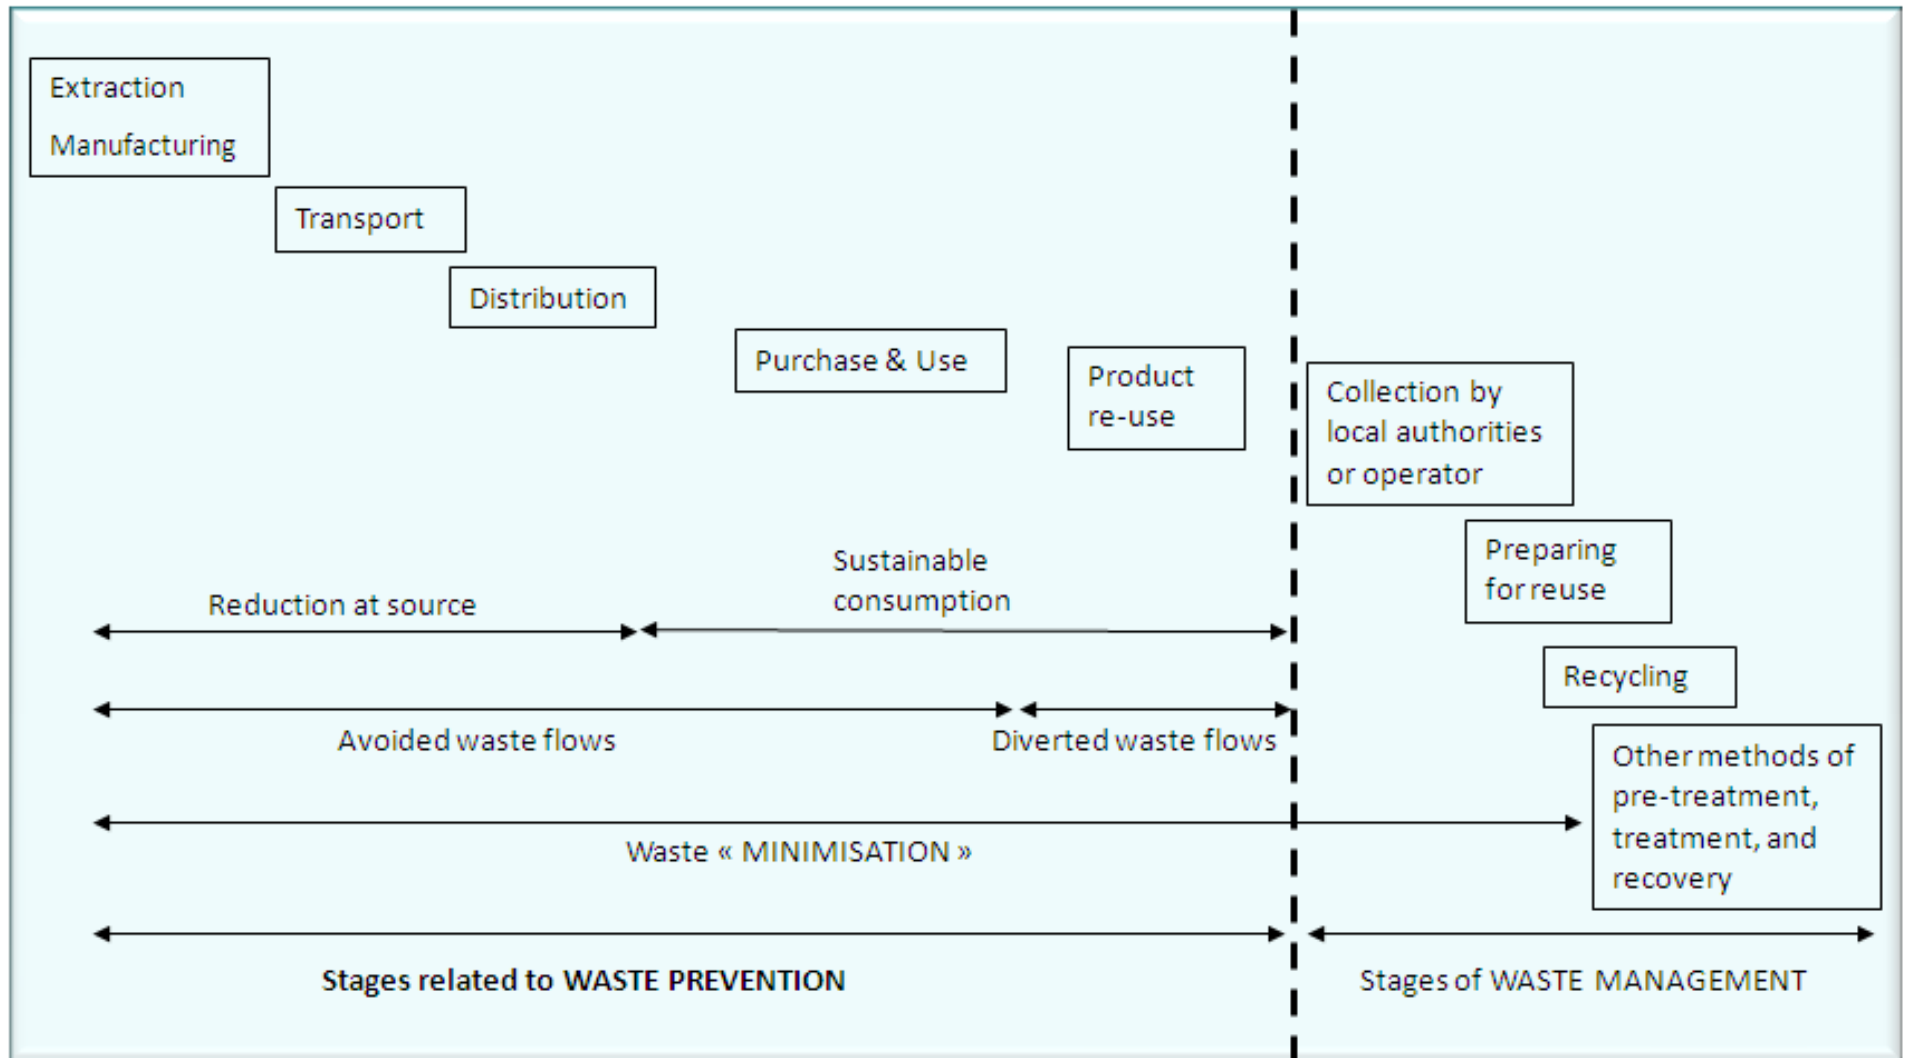 Extraction
Manufacturing
Transport
Distribution
Purchase & Use
Product
re-use
Collection by
local authorities
or operator
Preparing
for reuse
Recycling
Other methods of
pre-treatment,
treatment, and
recovery
Reduction at source
Sustainable
consumption
Avoided waste flows
Diverted waste flows
Waste « MINIMISATION »
Stages related to WASTE PREVENTION
Stages of WASTE MANAGEMENT